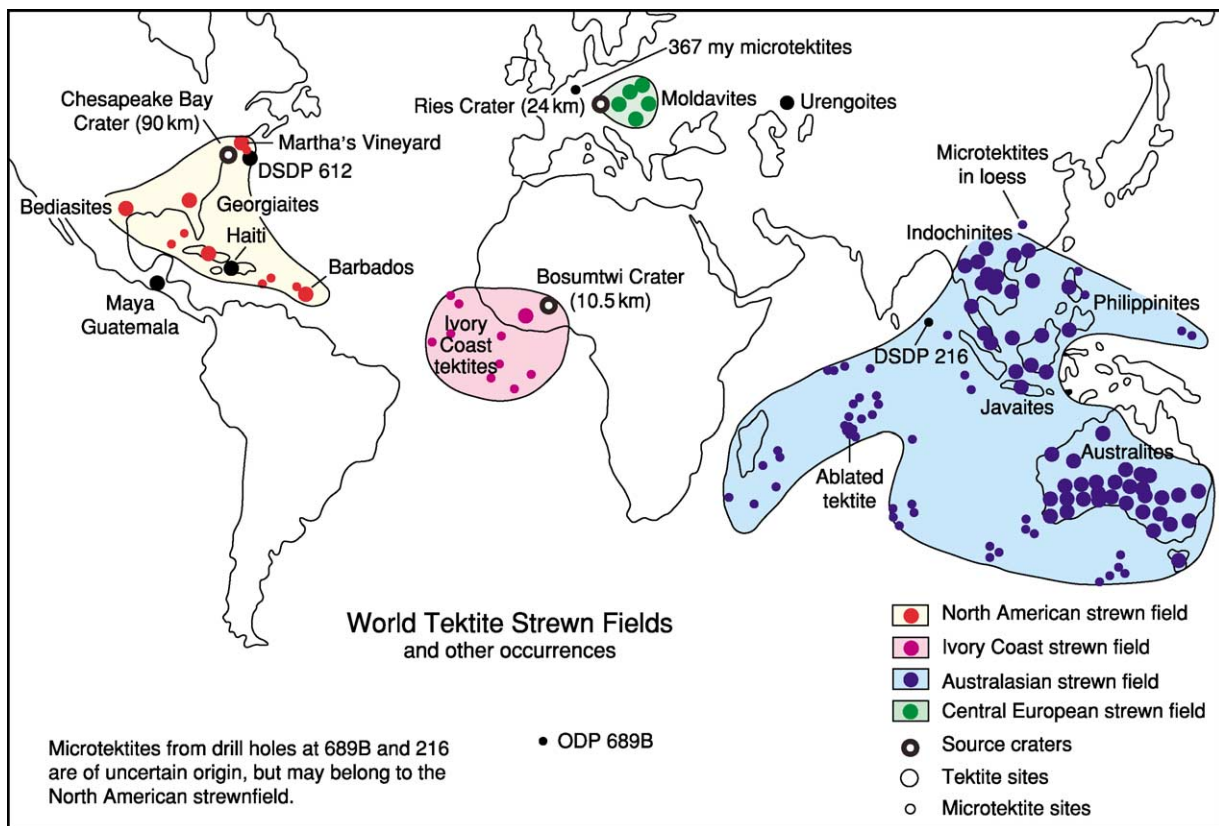 367 my microtektites
Chesapeake Bay
Crater (90 km)
Ries Crater (24 km)
Moldavites
Urengoites
Martha's Vineyard
DSDP 612
Microtektites
in loess
Bediasites
Georgiaites
Indochinites
Haiti
Barbados
Bosumtwi Crater
(10.5 km)
Maya
Guatemala
Philippinites
Ivory
Coast
tektites
DSDP 216
Javaites
Australites
Ablated
tektite
World Tektite Strewn Fields
and other occurrences
North American strewn field
Ivory Coast strewn field
Australasian strewn field
Central European strewn field
Source craters
Tektite sites
Microtektite sites
ODP 689B
Microtektites from drill holes at 689B and 216
are of uncertain origin, but may belong to the
North American strewnfield.